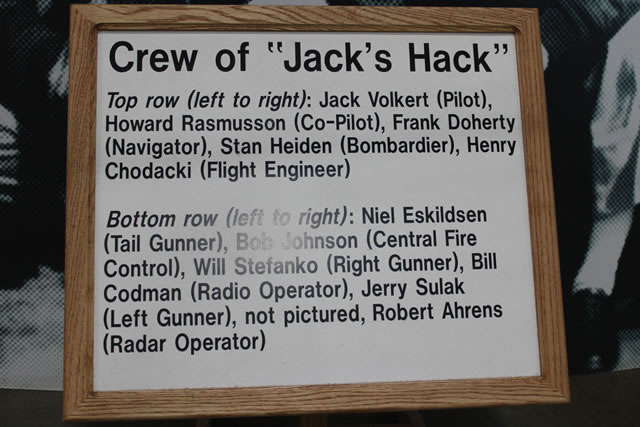 Crew of "Jack's Hack"
Top row (left to right): Jack Volkert (Pilot),
Howard Rasmusson (Co-Pilot), Frank Doherty
(Navigator), Stan Heiden (Bombardier), Henry
Chodacki (Flight Engineer)
Bottom row (left to right): Niel Eskildsen
(Tail Gunner), Bob Johnson (Central Fire
Control), Will Stefanko (Right Gunner), Bill
Codman (Radio Operator), Jerry Sulak
(Left Gunner), not pictured, Robert Ahrens
(Radar Operator)